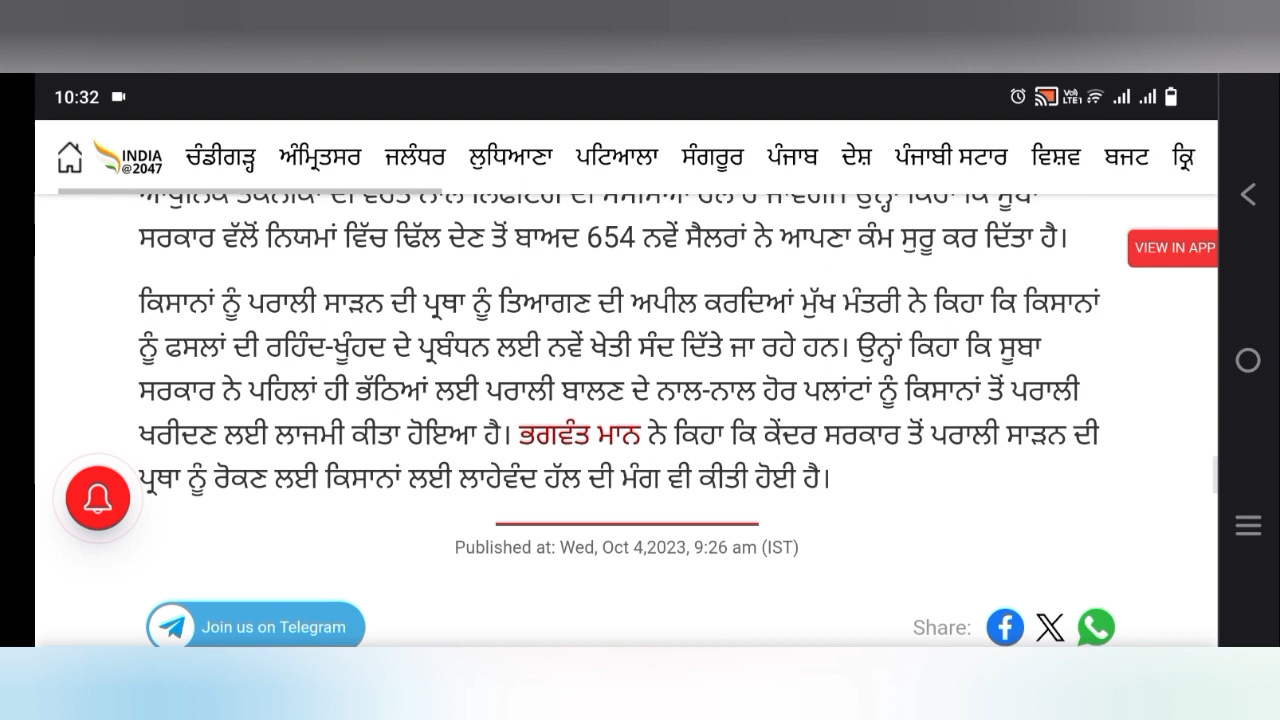 10:32
INDIA @2047 ਚੰਡੀਗੜ੍ਹ ਅੰਮ੍ਰਿਤਸਰ ਜਲੰਧਰ ਲੁਧਿਆਣਾ ਪਟਿਆਲਾ ਸੰਗਰੂਰ ਪੰਜਾਬ ਦੇਸ਼ ਪੰਜਾਬੀ ਸਟਾਰ ਵਿਸ਼ਵ ਬਜਟ ਕ੍ਰਿ
ਸਰਕਾਰ ਵੱਲੋਂ ਨਿਯਮਾਂ ਵਿੱਚ ਢਿੱਲ ਦੇਣ ਤੋਂ ਬਾਅਦ 654 ਨਵੇਂ ਸੈਲਰਾਂ ਨੇ ਆਪਣਾ ਕੰਮ ਸੁਰੂ ਕਰ ਦਿੱਤਾ ਹੈ।
VIEW IN APP
ਕਿਸਾਨਾਂ ਨੂੰ ਪਰਾਲੀ ਸਾੜਨ ਦੀ ਪ੍ਰਥਾ ਨੂੰ ਤਿਆਗਣ ਦੀ ਅਪੀਲ ਕਰਦਿਆਂ ਮੁੱਖ ਮੰਤਰੀ ਨੇ ਕਿਹਾ ਕਿ ਕਿਸਾਨਾਂ
ਨੂੰ ਫਸਲਾਂ ਦੀ ਰਹਿੰਦ-ਖੂੰਹਦ ਦੇ ਪ੍ਰਬੰਧਨ ਲਈ ਨਵੇਂ ਖੇਤੀ ਸੰਦ ਦਿੱਤੇ ਜਾ ਰਹੇ ਹਨ। ਉਨ੍ਹਾਂ ਕਿਹਾ ਕਿ ਸੂਬਾ
ਸਰਕਾਰ ਨੇ ਪਹਿਲਾਂ ਹੀ ਭੱਠਿਆਂ ਲਈ ਪਰਾਲੀ ਬਾਲਣ ਦੇ ਨਾਲ-ਨਾਲ ਹੋਰ ਪਲਾਂਟਾਂ ਨੂੰ ਕਿਸਾਨਾਂ ਤੋਂ ਪਰਾਲੀ
ਖਰੀਦਣ ਲਈ ਲਾਜਮੀ ਕੀਤਾ ਹੋਇਆ ਹੈ। ਭਗਵੰਤ ਮਾਨ ਨੇ ਕਿਹਾ ਕਿ ਕੇਂਦਰ ਸਰਕਾਰ ਤੋਂ ਪਰਾਲੀ ਸਾੜਨ ਦੀ
ਪ੍ਰਥਾ ਨੂੰ ਰੋਕਣ ਲਈ ਕਿਸਾਨਾਂ ਲਈ ਲਾਹੇਵੰਦ ਹੱਲ ਦੀ ਮੰਗ ਵੀ ਕੀਤੀ ਹੋਈ ਹੈ।
Published at: Wed, Oct 4,2023, 9:26 am (IST)
Join us on Telegram
Share: